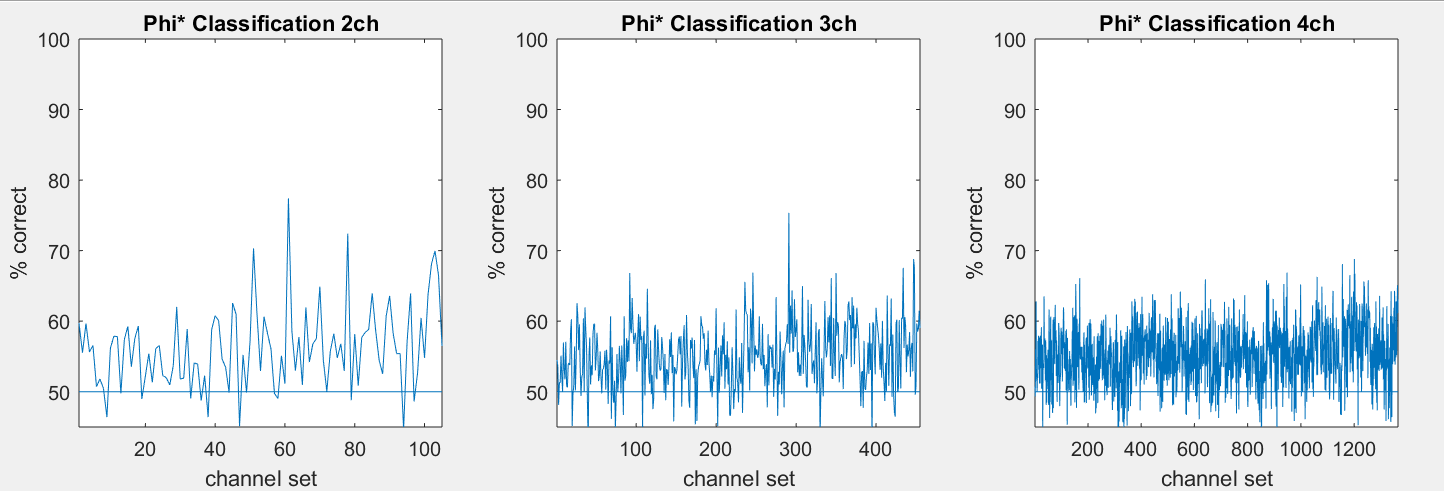 Phi* Classification 2ch
100
90
80
70
60
50
% correct
20 40 60 80 100
channel set
Phi* Classification 3ch
100
90
80
70
60
50
% correct
100 200 300 400
channel set
Phi* Classification 4ch
100
90
80
70
60
50
% correct
200 400 600 800 1000 1200
channel set